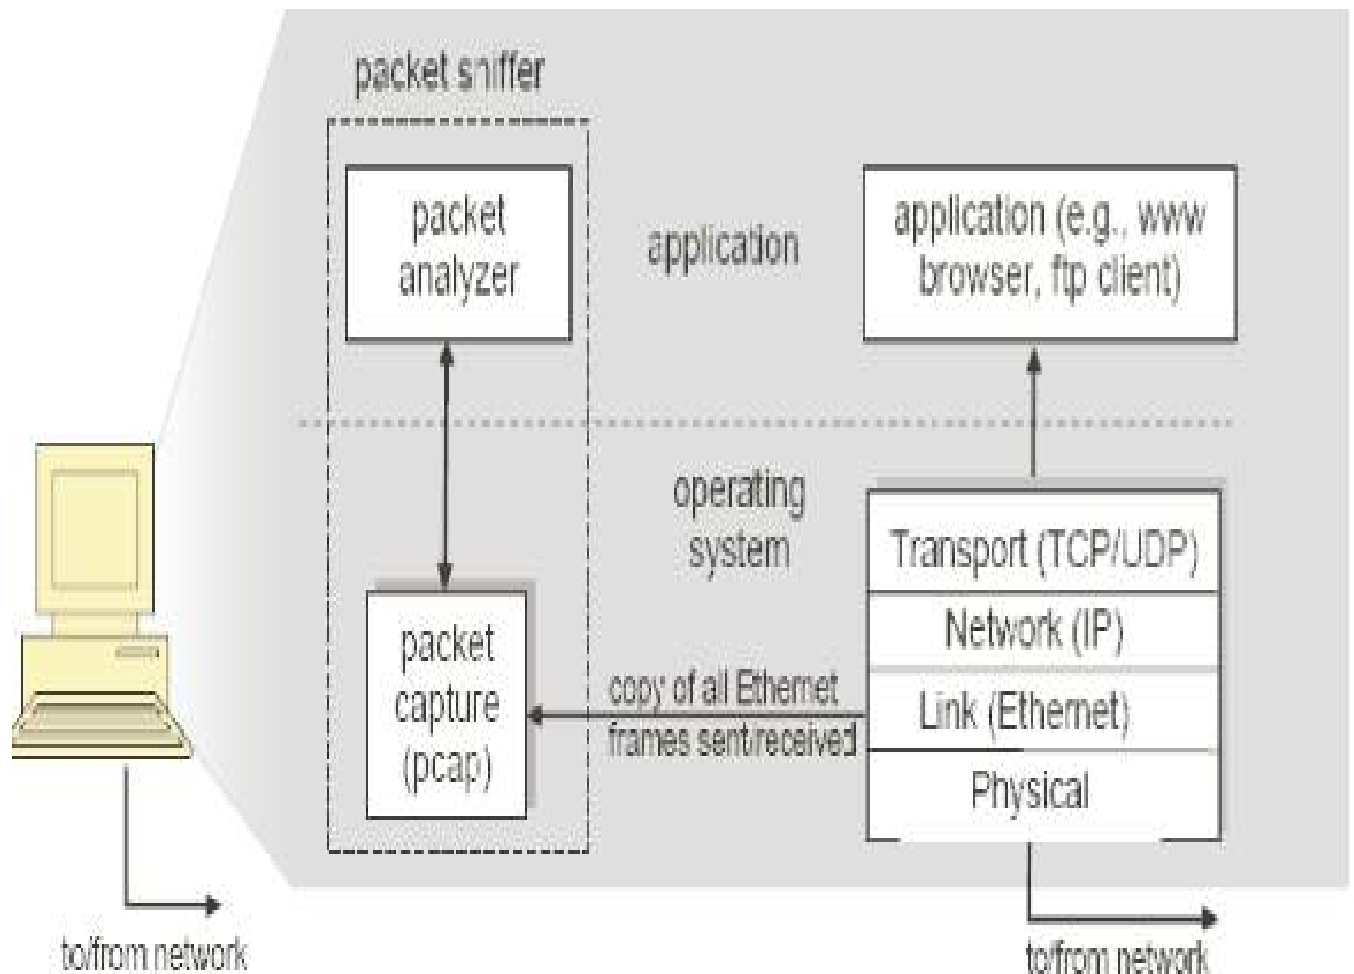 packet sniffer
packet
analyzer
application
application (e.g., www
browser, ftp client)
operating
system
Transport (TCP/UDP)
Network (IP)
Link (Ethernet)
Physical
packet
capture
(pcap)
copy of all Ethernet
frames sent/received
to/from network
to/from network